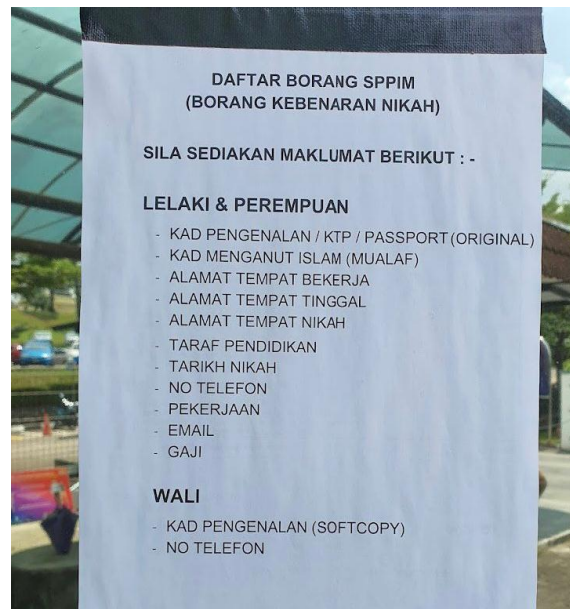 DAFTAR BORANG SPPIM
(BORANG KEBENARAN NIKAH)
SILA SEDIAKAN MAKLUMAT BERIKUT : -
LELAKI & PEREMPUAN
- KAD PENGENALAN / KTP / PASSPORT (ORIGINAL)
- KAD MENGANUT ISLAM (MUALAF)
- ALAMAT TEMPAT BEKERJA
- ALAMAT TEMPAT TINGGAL
- ALAMAT TEMPAT NIKAH
- TARAF PENDIDIKAN
- TARIKH NIKAH
- NO TELEFON
- PEKERJAAN
- EMAIL
- GAJI
WALI
- KAD PENGENALAN (SOFTCOPY)
- NO TELEFON